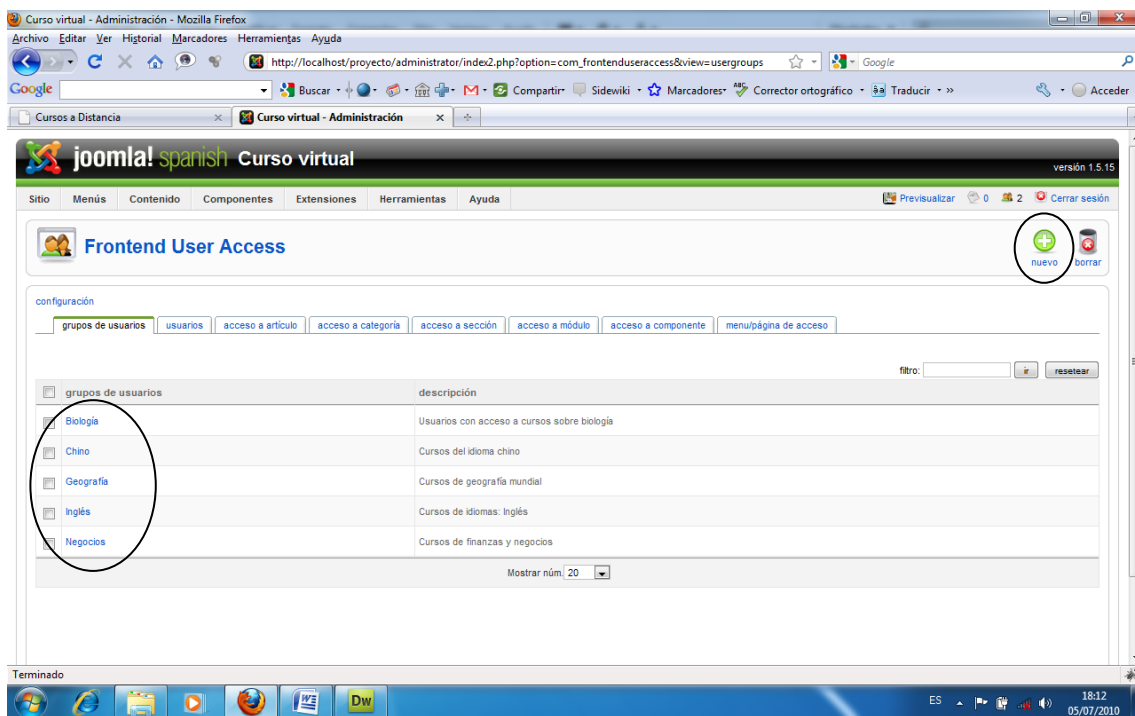 Curso virtual - Administración - Mozilla Firefox
Archivo Editar Ver Historial Marcadores Herramientas Ayuda
http://localhost/proyecto/administrator/index2.php?option=com_frontenduseraccess&view=usergroups Google
Google Buscar Compartir Sidewiki Marcadores ABC Corrector ortográfico Traducir » Acceder
Cursos a Distancia Curso virtual - Administración
joomla! spanish Curso virtual
versión 1.5.15
Sitio Menús Contenido Componentes Extensiones Herramientas Ayuda Previsualizar 0 2 Cerrar sesión
Frontend User Access
nuevo borrar
configuración
grupos de usuarios usuarios acceso a artículo acceso a categoría acceso a sección acceso a módulo acceso a componente menu/página de acceso
filtro: ir resetear
grupos de usuarios descripción
Biología Usuarios con acceso a cursos sobre biología
Chino Cursos del idioma chino
Geografía Cursos de geografía mundial
Inglés Cursos de idiomas: Inglés
Negocios Cursos de finanzas y negocios
Mostrar núm. 20
Terminado
Dw ES 18:12
05/07/2010